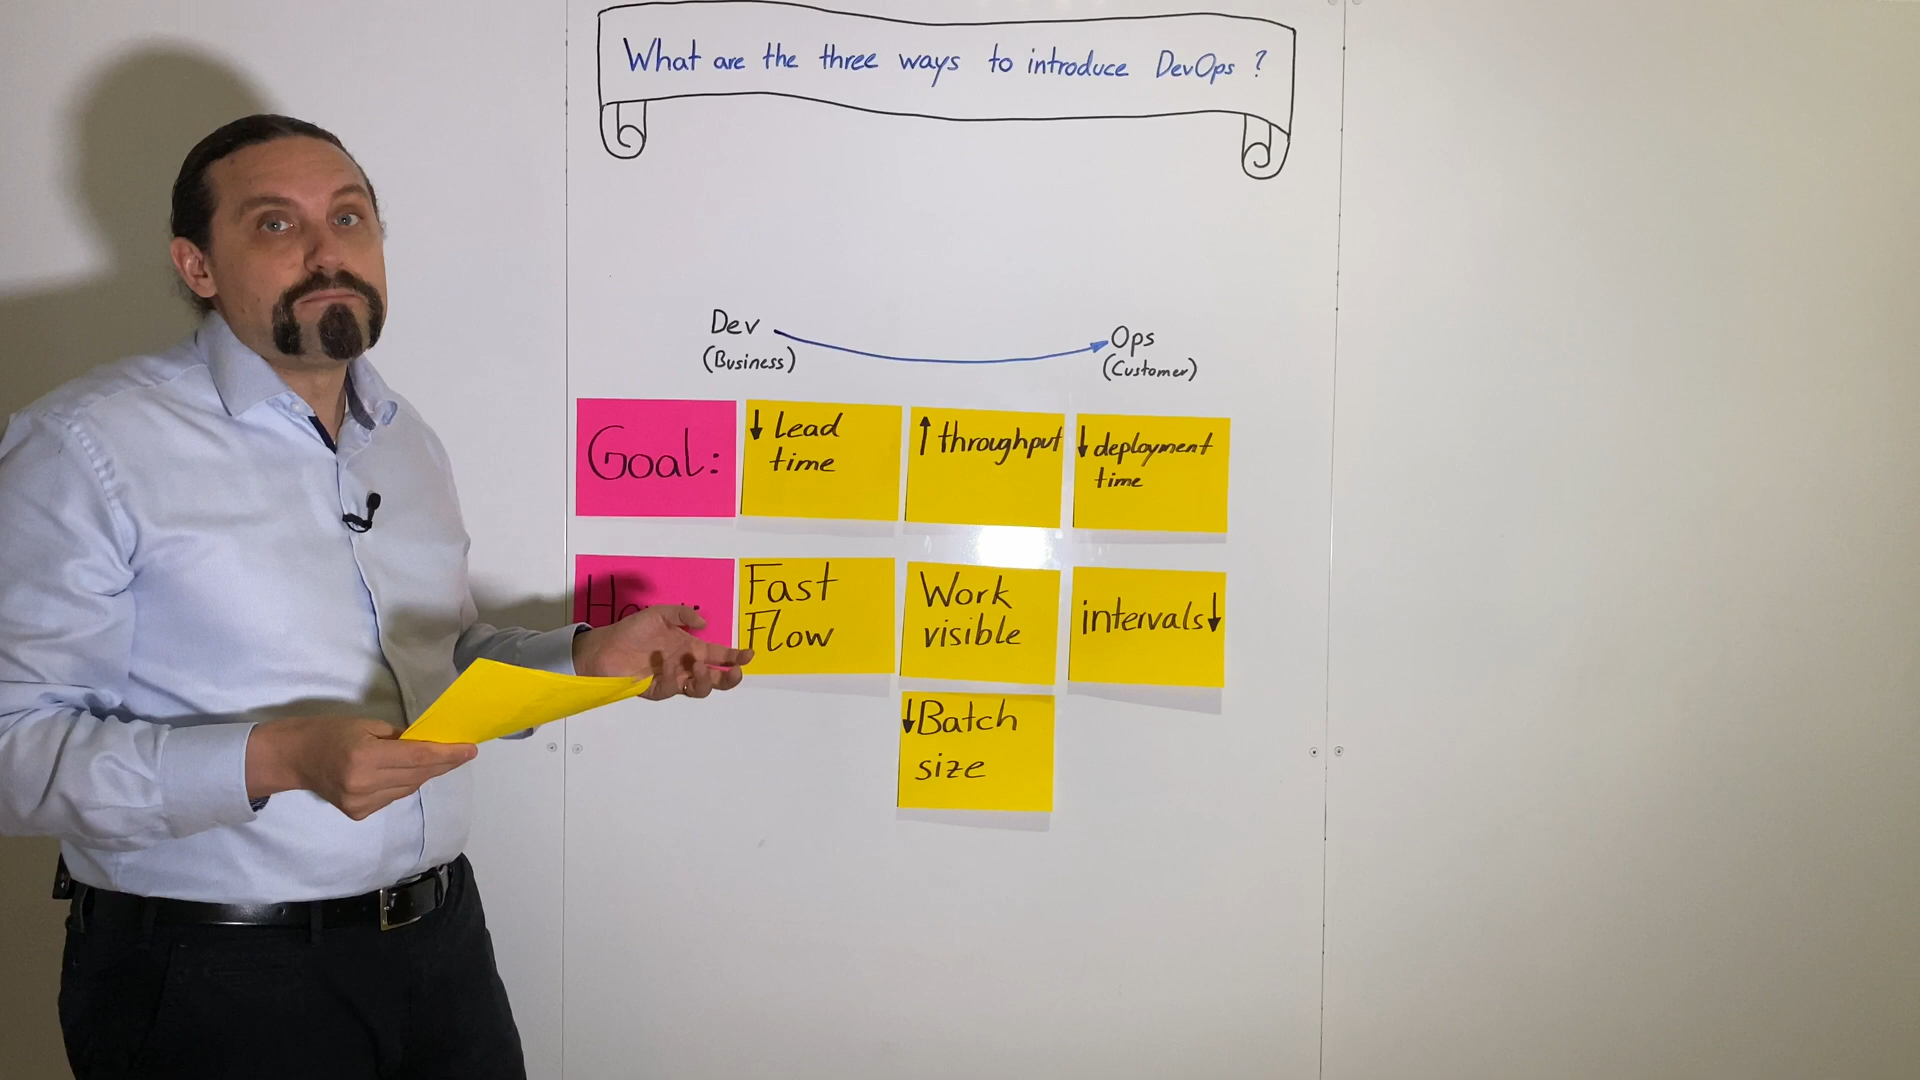 What are the three ways to introduce DevOps ?
Dev
(Business)
Ops
(Customer)
Goal:
↓ Lead
time
↑ throughput
↓ deployment
time
Fast
Flow
Work
visible
intervals↓
↓Batch
size